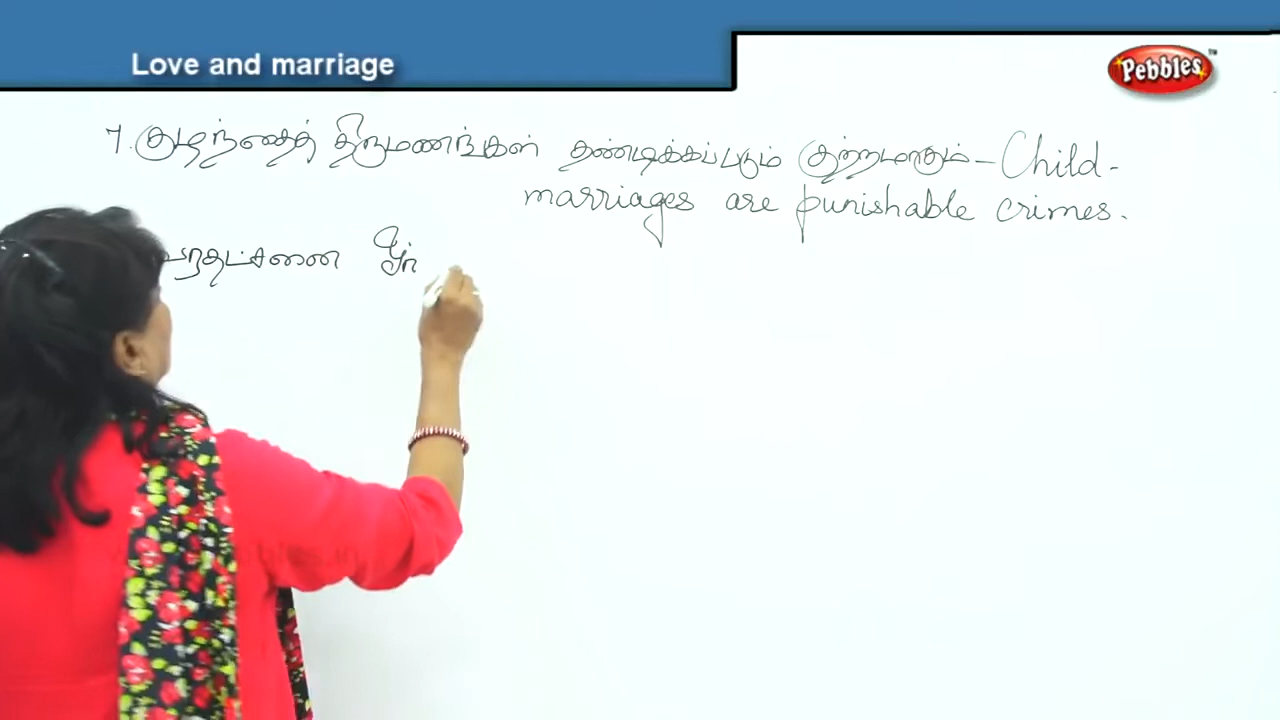 Love and marriage
Pebbles
7. குழந்தைத் திருமணங்கள் தண்டிக்கப்படும் குற்றமாகும் - Child -
marriages are punishable crimes.
வரதட்சணை